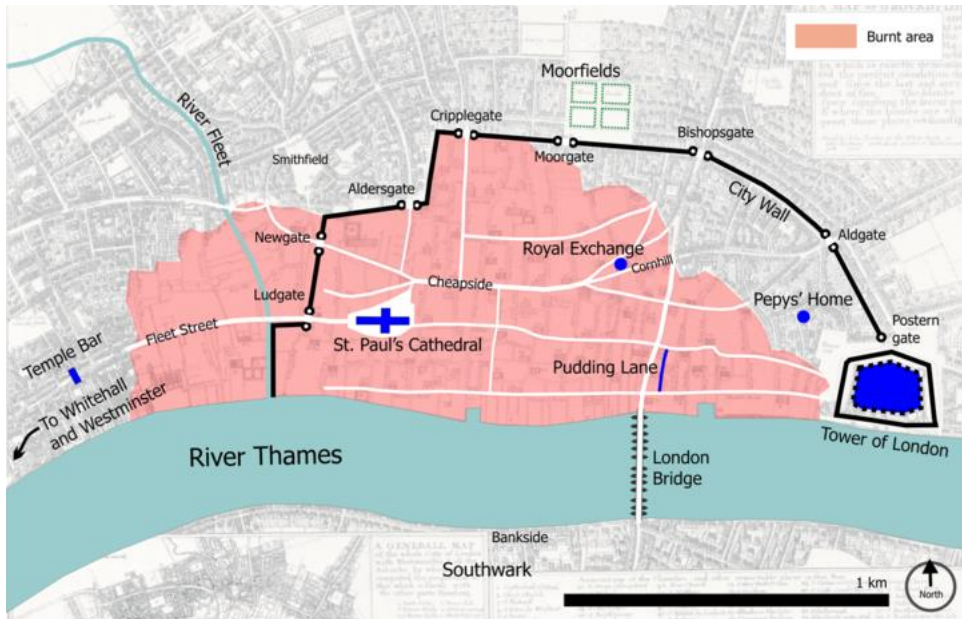 Burnt area
Moorfields
River Fleet
Cripplegate
Bishopsgate
Smithfield
Moorgate
Aldersgate
City Wall
Newgate
Royal Exchange
Cornhill
Aldgate
Cheapside
Ludgate
Pepys' Home
Fleet Street
Postern
gate
Temple Bar
St. Paul's Cathedral
Pudding Lane
To Whitehall
and Westminster
Tower of London
River Thames
London
Bridge
Bankside
Southwark
1 km
North
A GENERALL MAP